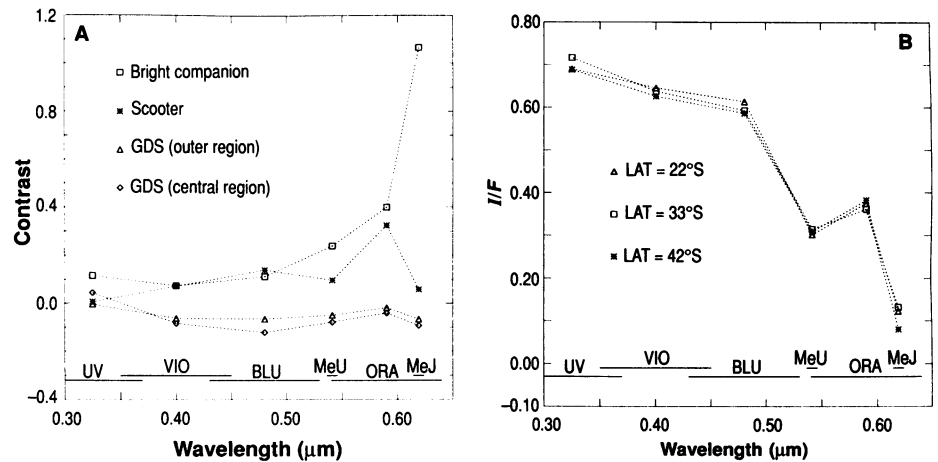 A
1.2
0.8
0.4
0.0
−0.4
Contrast
Bright companion
Scooter
GDS (outer region)
GDS (central region)
UV
VIO
BLU
MeU
ORA
MeJ
0.30
0.40
0.50
0.60
Wavelength (μm)
B
0.80
0.60
0.40
0.20
0.00
−0.10
I/F
LAT = 22°S
LAT = 33°S
LAT = 42°S
UV
VIO
BLU
MeU
ORA
MeJ
0.30
0.40
0.50
0.60
Wavelength (μm)